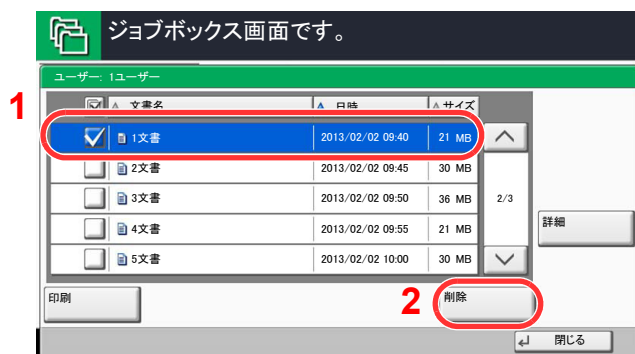 ジョブボックス画面です。
ユーザー: 1ユーザー
1
文書名 日時 サイズ
1文書 2013/02/02 09:40 21 MB
2文書 2013/02/02 09:45 30 MB
3文書 2013/02/02 09:50 36 MB 2/3
4文書 2013/02/02 09:55 21 MB
詳細
5文書 2013/02/02 10:00 30 MB
印刷 2 削除
閉じる